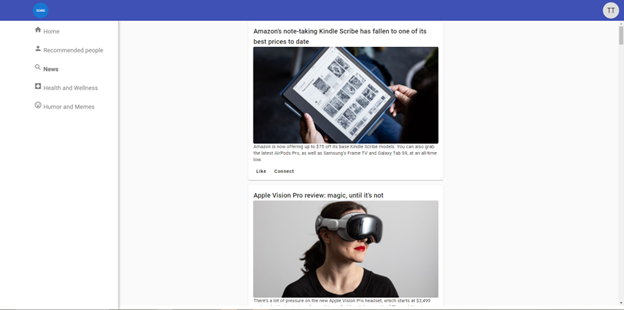 TT
Home
Recommended people
News
Health and Wellness
Humor and Memes
Amazon's note-taking Kindle Scribe has fallen to one of its
best prices to date
Amazon is now offering up to $75 off its base Kindle Scribe models. You can also grab
the latest AirPods Pro, as well as Samsung's Frame TV and Galaxy Tab S9, at an all-time
low.
Like Connect
Apple Vision Pro review: magic, until it's not
There's a lot of pressure on the new Apple Vision Pro headset, which starts at $3,499